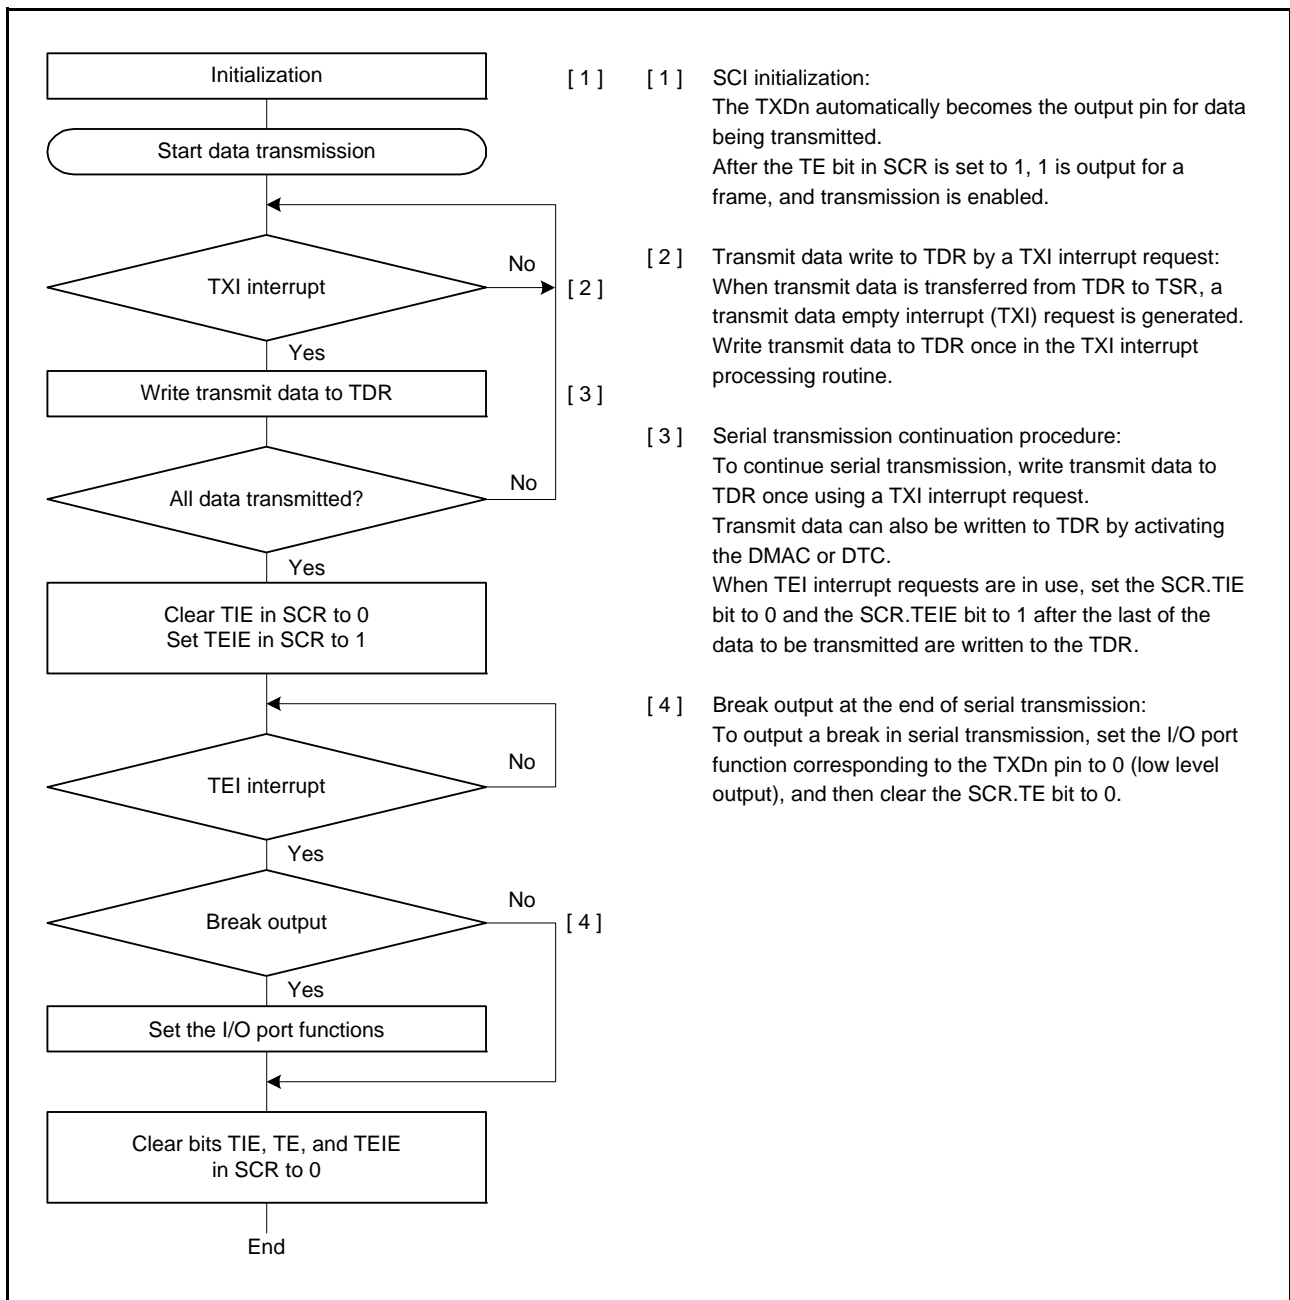 Initialization
[ 1 ]
Start data transmission
TXI interrupt
No
[ 2 ]
Yes
Write transmit data to TDR
[ 3 ]
All data transmitted?
No
Yes
Clear TIE in SCR to 0
Set TEIE in SCR to 1
TEI interrupt
No
Yes
Break output
No
[ 4 ]
Yes
Set the I/O port functions
Clear bits TIE, TE, and TEIE
in SCR to 0
End
[ 1 ] SCI initialization:
The TXDn automatically becomes the output pin for data
being transmitted.
After the TE bit in SCR is set to 1, 1 is output for a
frame, and transmission is enabled.
[ 2 ] Transmit data write to TDR by a TXI interrupt request:
When transmit data is transferred from TDR to TSR, a
transmit data empty interrupt (TXI) request is generated.
Write transmit data to TDR once in the TXI interrupt
processing routine.
[ 3 ] Serial transmission continuation procedure:
To continue serial transmission, write transmit data to
TDR once using a TXI interrupt request.
Transmit data can also be written to TDR by activating
the DMAC or DTC.
When TEI interrupt requests are in use, set the SCR.TIE
bit to 0 and the SCR.TEIE bit to 1 after the last of the
data to be transmitted are written to the TDR.
[ 4 ] Break output at the end of serial transmission:
To output a break in serial transmission, set the I/O port
function corresponding to the TXDn pin to 0 (low level
output), and then clear the SCR.TE bit to 0.